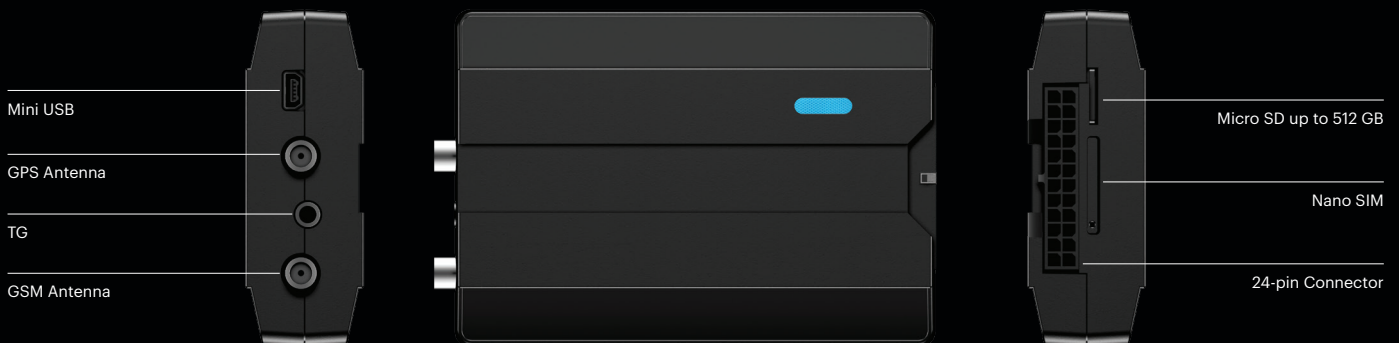 Mini USB
GPS Antenna
TG
GSM Antenna
Micro SD up to 512 GB
Nano SIM
24-pin Connector